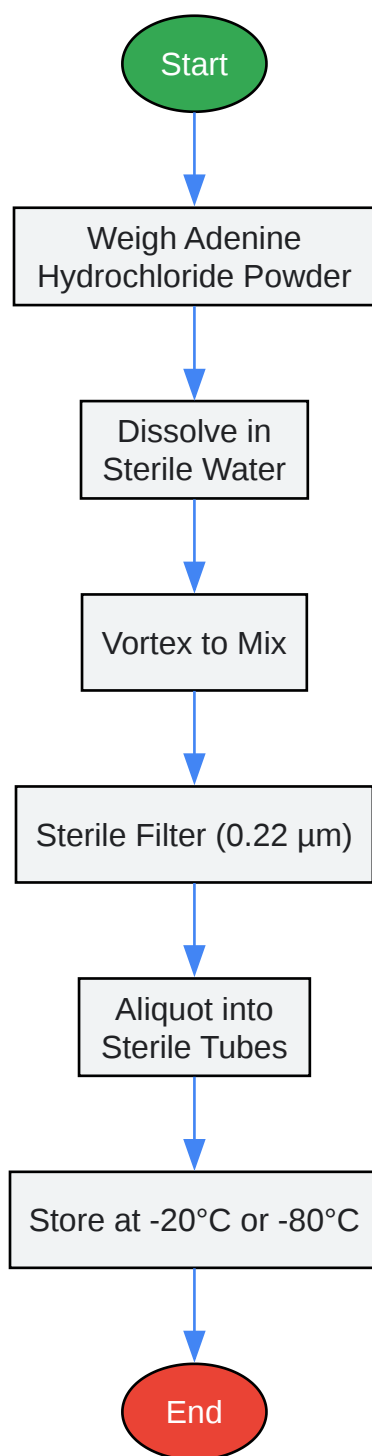 Start
Weigh Adenine
Hydrochloride Powder
Dissolve in
Sterile Water
Vortex to Mix
Sterile Filter (0.22 µm)
Aliquot into
Sterile Tubes
Store at -20°C or -80°C
End